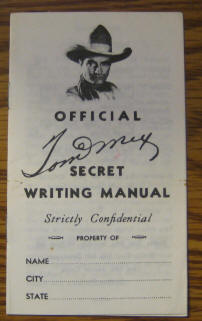 OFFICIAL
Tom Mix
SECRET
WRITING MANUAL
Strictly Confidential
PROPERTY OF
NAME
CITY
STATE